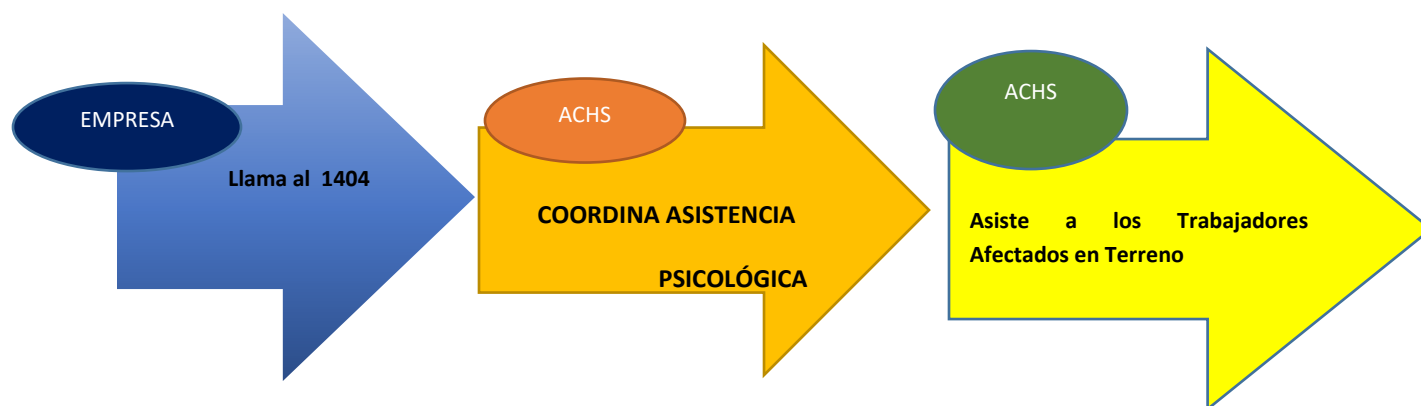 EMPRESA
Llama al 1404
ACHS
COORDINA ASISTENCIA
PSICOLÓGICA
ACHS
Asiste a los Trabajadores
Afectados en Terreno